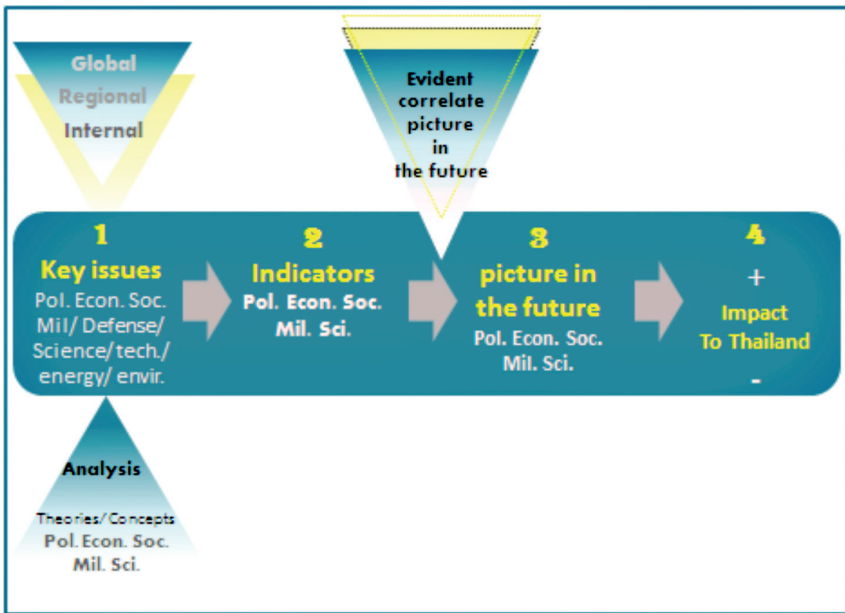 Global
Regional
Internal
Evident
correlate
picture
in
the future
1
Key issues
Pol. Econ. Soc.
Mil/ Defense/
Science/tech./
energy/ envir.
2
Indicators
Pol. Econ. Soc.
Mil. Sci.
3
picture in
the future
Pol. Econ. Soc.
Mil. Sci.
4
+
Impact
To Thailand
-
Analysis
Theories/Concepts
Pol. Econ. Soc.
Mil. Sci.